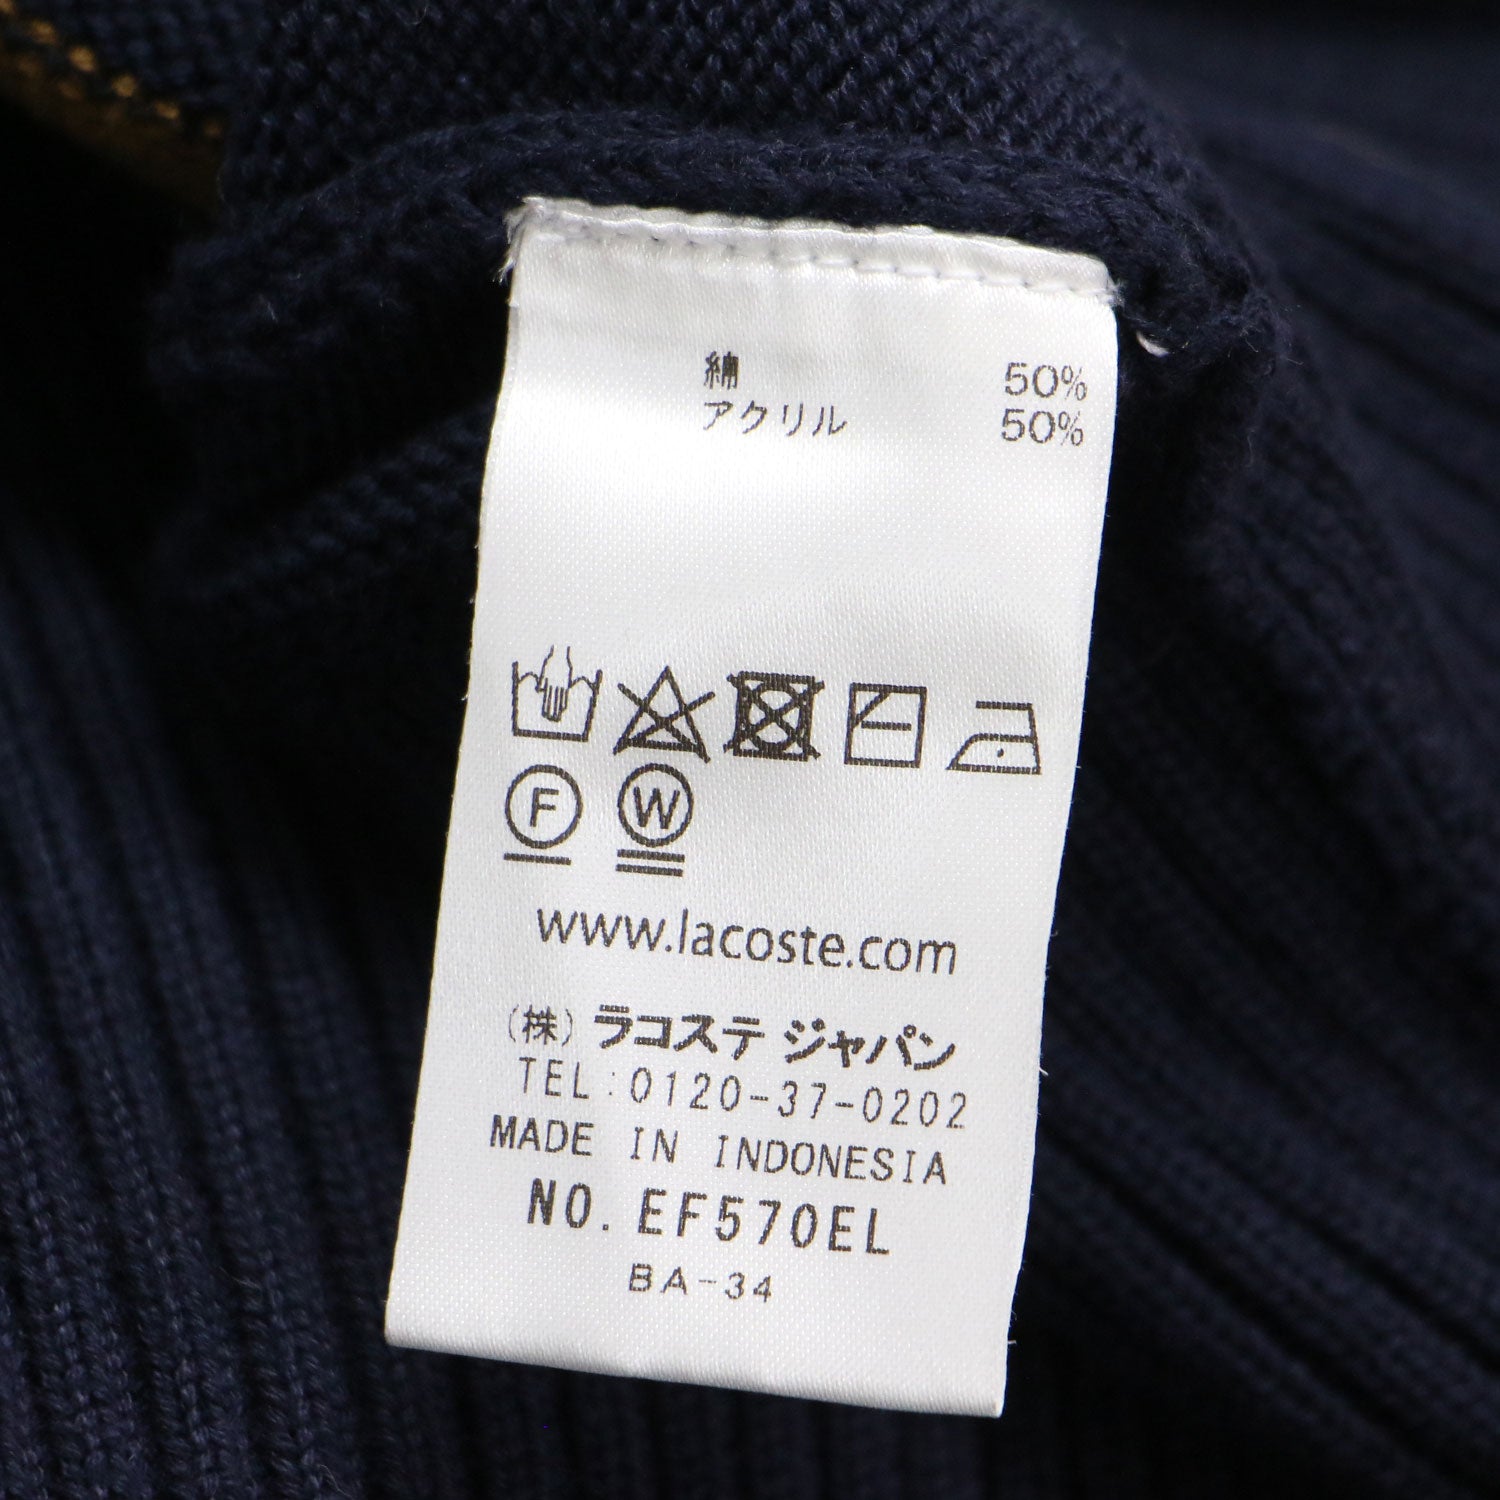 綿 50%
アクリル 50%
F W
www.lacoste.com
(株) ラコステ ジャパン
TEL:0120-37-0202
MADE IN INDONESIA
NO. EF570EL
BA-34